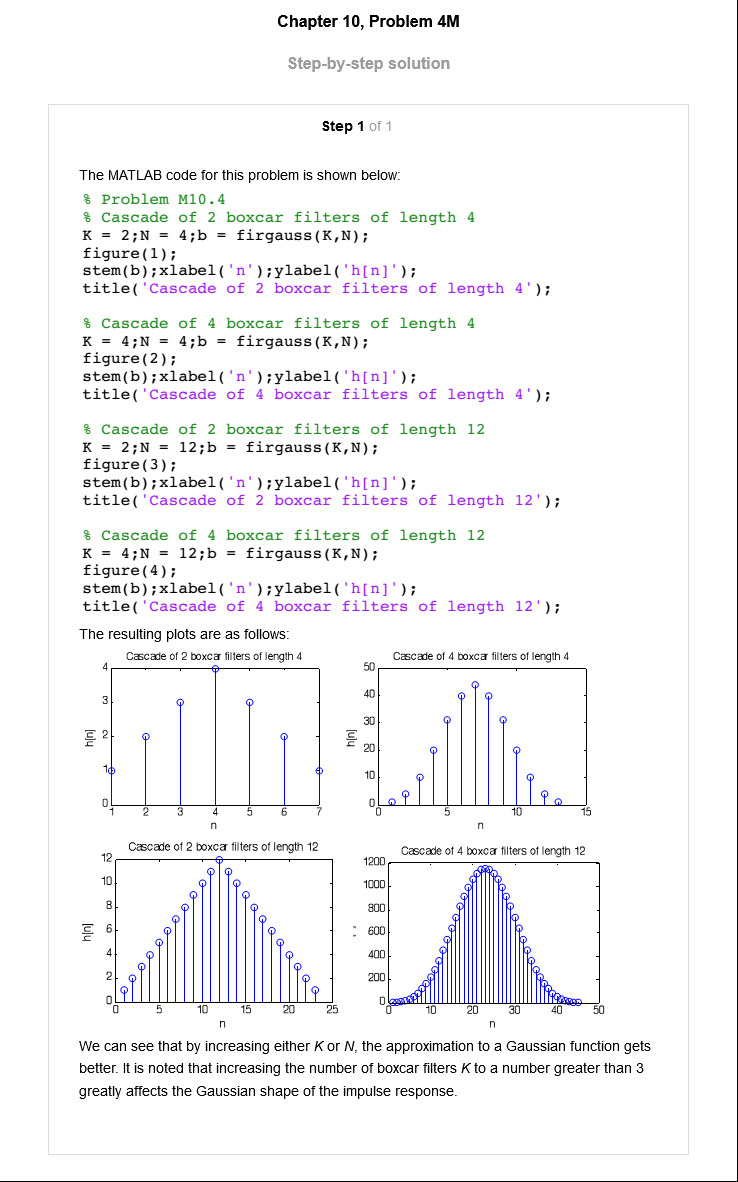 Chapter 10, Problem 4M
Step-by-step solution
Step 1 of 1
The MATLAB code for this problem is shown below:
% Problem M10.4
% Cascade of 2 boxcar filters of length 4
K = 2;N = 4;b = firgauss(K,N);
figure(1);
stem(b);xlabel('n');ylabel('h[n]');
title('Cascade of 2 boxcar filters of length 4');
% Cascade of 4 boxcar filters of length 4
K = 4;N = 4;b = firgauss(K,N);
figure(2);
stem(b);xlabel('n');ylabel('h[n]');
title('Cascade of 4 boxcar filters of length 4');
% Cascade of 2 boxcar filters of length 12
K = 2;N = 12;b = firgauss(K,N);
figure(3);
stem(b);xlabel('n');ylabel('h[n]');
title('Cascade of 2 boxcar filters of length 12');
% Cascade of 4 boxcar filters of length 12
K = 4;N = 12;b = firgauss(K,N);
figure(4);
stem(b);xlabel('n');ylabel('h[n]');
title('Cascade of 4 boxcar filters of length 12');
The resulting plots are as follows:
Cascade of 2 boxcar filters of length 4
4
3
2
1
0
h[n]
1 2 3 4 5 6 7
n
Cascade of 4 boxcar filters of length 4
50
40
30
20
10
0
h[n]
0 5 10 15
n
Cascade of 2 boxcar filters of length 12
12
10
8
6
4
2
0
h[n]
0 5 10 15 20 25
n
Cascade of 4 boxcar filters of length 12
1200
1000
800
600
400
200
0
0 10 20 30 40 50
n
We can see that by increasing either K or N, the approximation to a Gaussian function gets
better. It is noted that increasing the number of boxcar filters K to a number greater than 3
greatly affects the Gaussian shape of the impulse response.